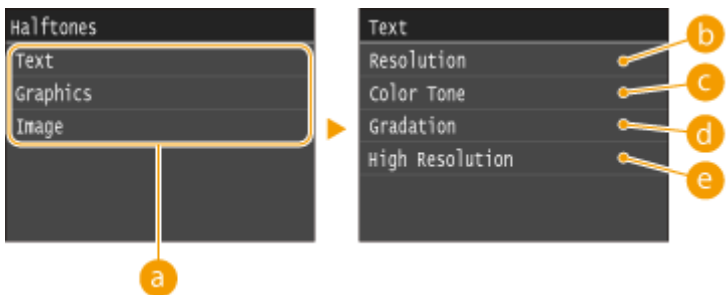 Halftones
Text
Graphics
Image
a
Text
Resolution
b
Color Tone
c
Gradation
d
High Resolution
e